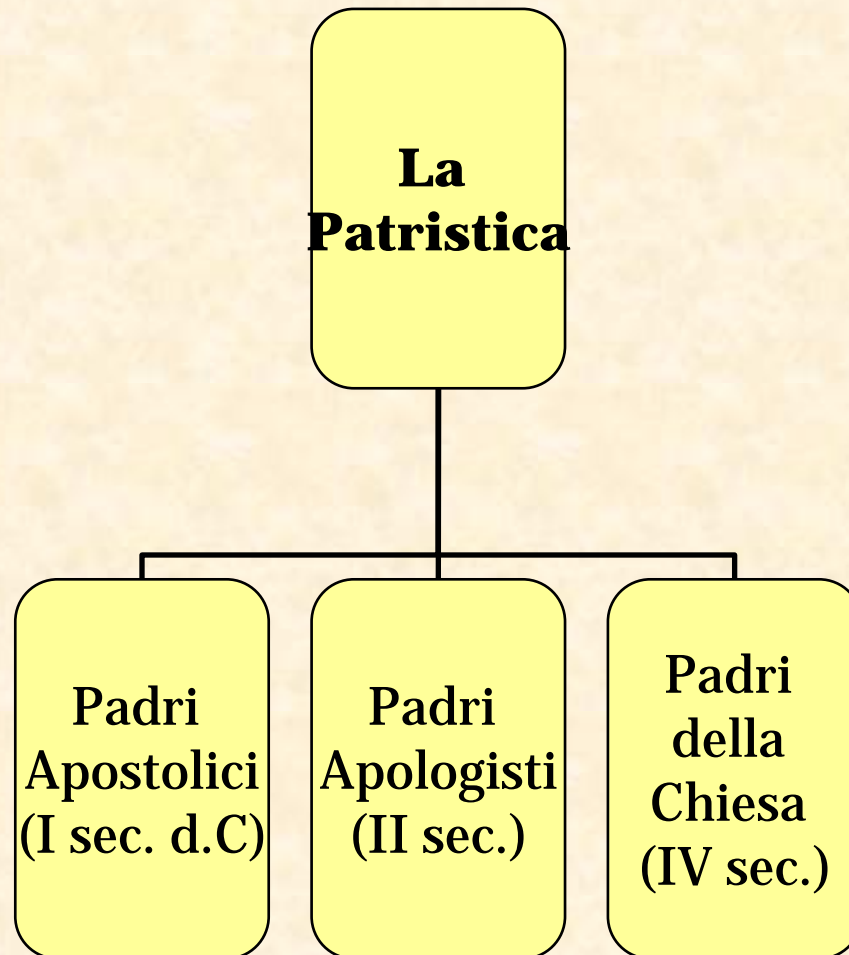 La
Patristica
Padri
Apostolici
(I sec. d.C)
Padri
Apologisti
(II sec.)
Padri
della
Chiesa
(IV sec.)